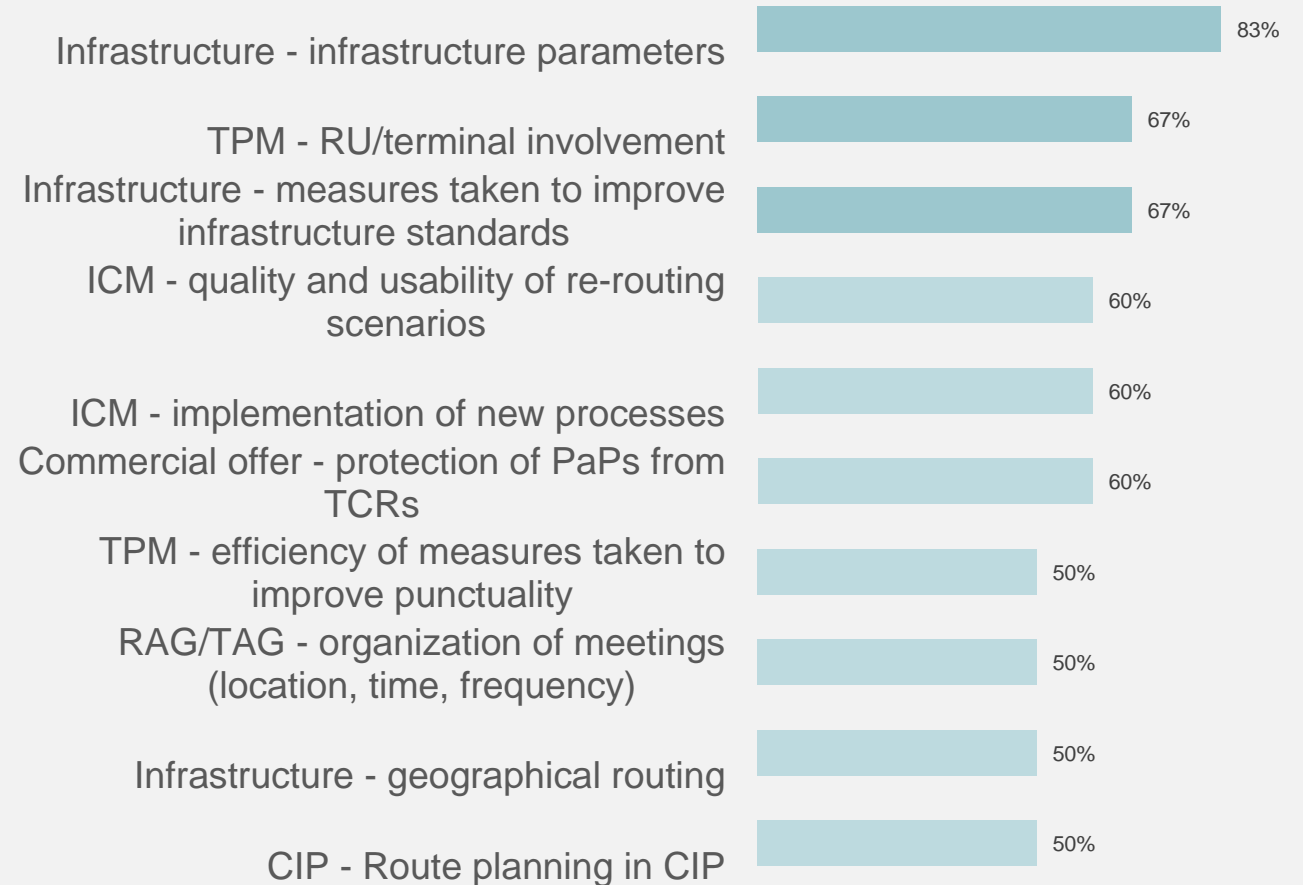 Infrastructure - infrastructure parameters
83%
TPM - RU/terminal involvement
67%
Infrastructure - measures taken to improve
infrastructure standards
67%
ICM - quality and usability of re-routing
scenarios
60%
ICM - implementation of new processes
60%
Commercial offer - protection of PaPs from
TCRs
60%
TPM - efficiency of measures taken to
improve punctuality
50%
RAG/TAG - organization of meetings
(location, time, frequency)
50%
Infrastructure - geographical routing
50%
CIP - Route planning in CIP
50%